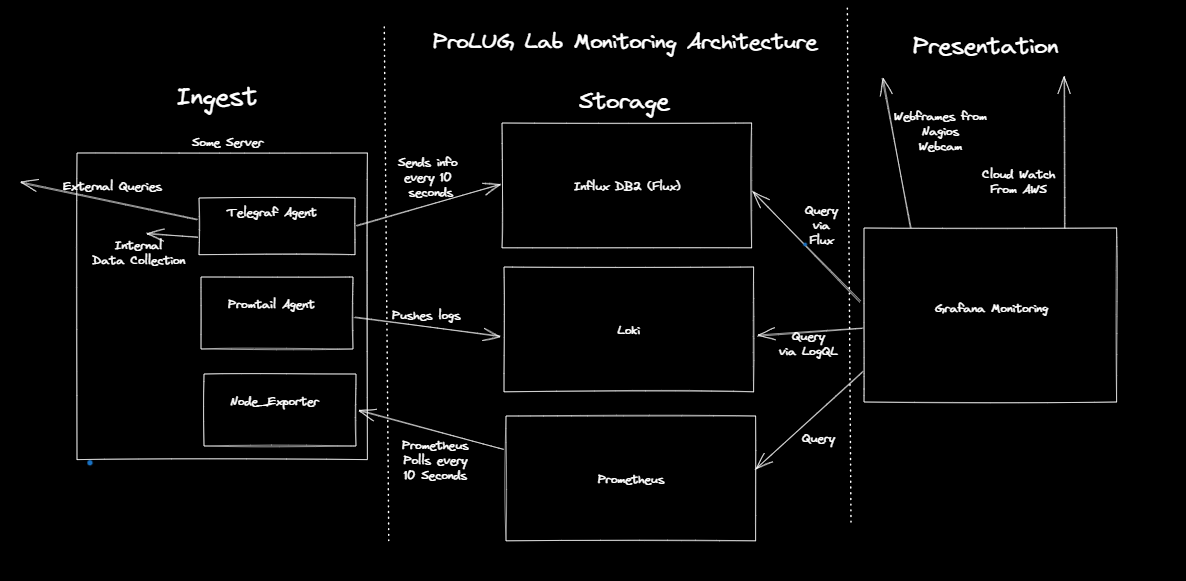 ProLUG Lab Monitoring Architecture
Presentation
Ingest
Storage
Some Server
External Queries
Telegraf Agent
Internal
Data Collection
Promtail Agent
Node_Exporter
Sends info
every 10
seconds
Pushes logs
Prometheus
Polls every
10 Seconds
Influx DB2 (Flux)
Loki
Prometheus
Query
via
Flux
Query
via LogQL
Query
Webframes from
Nagios
Webcam
Cloud Watch
From AWS
Grafana Monitoring